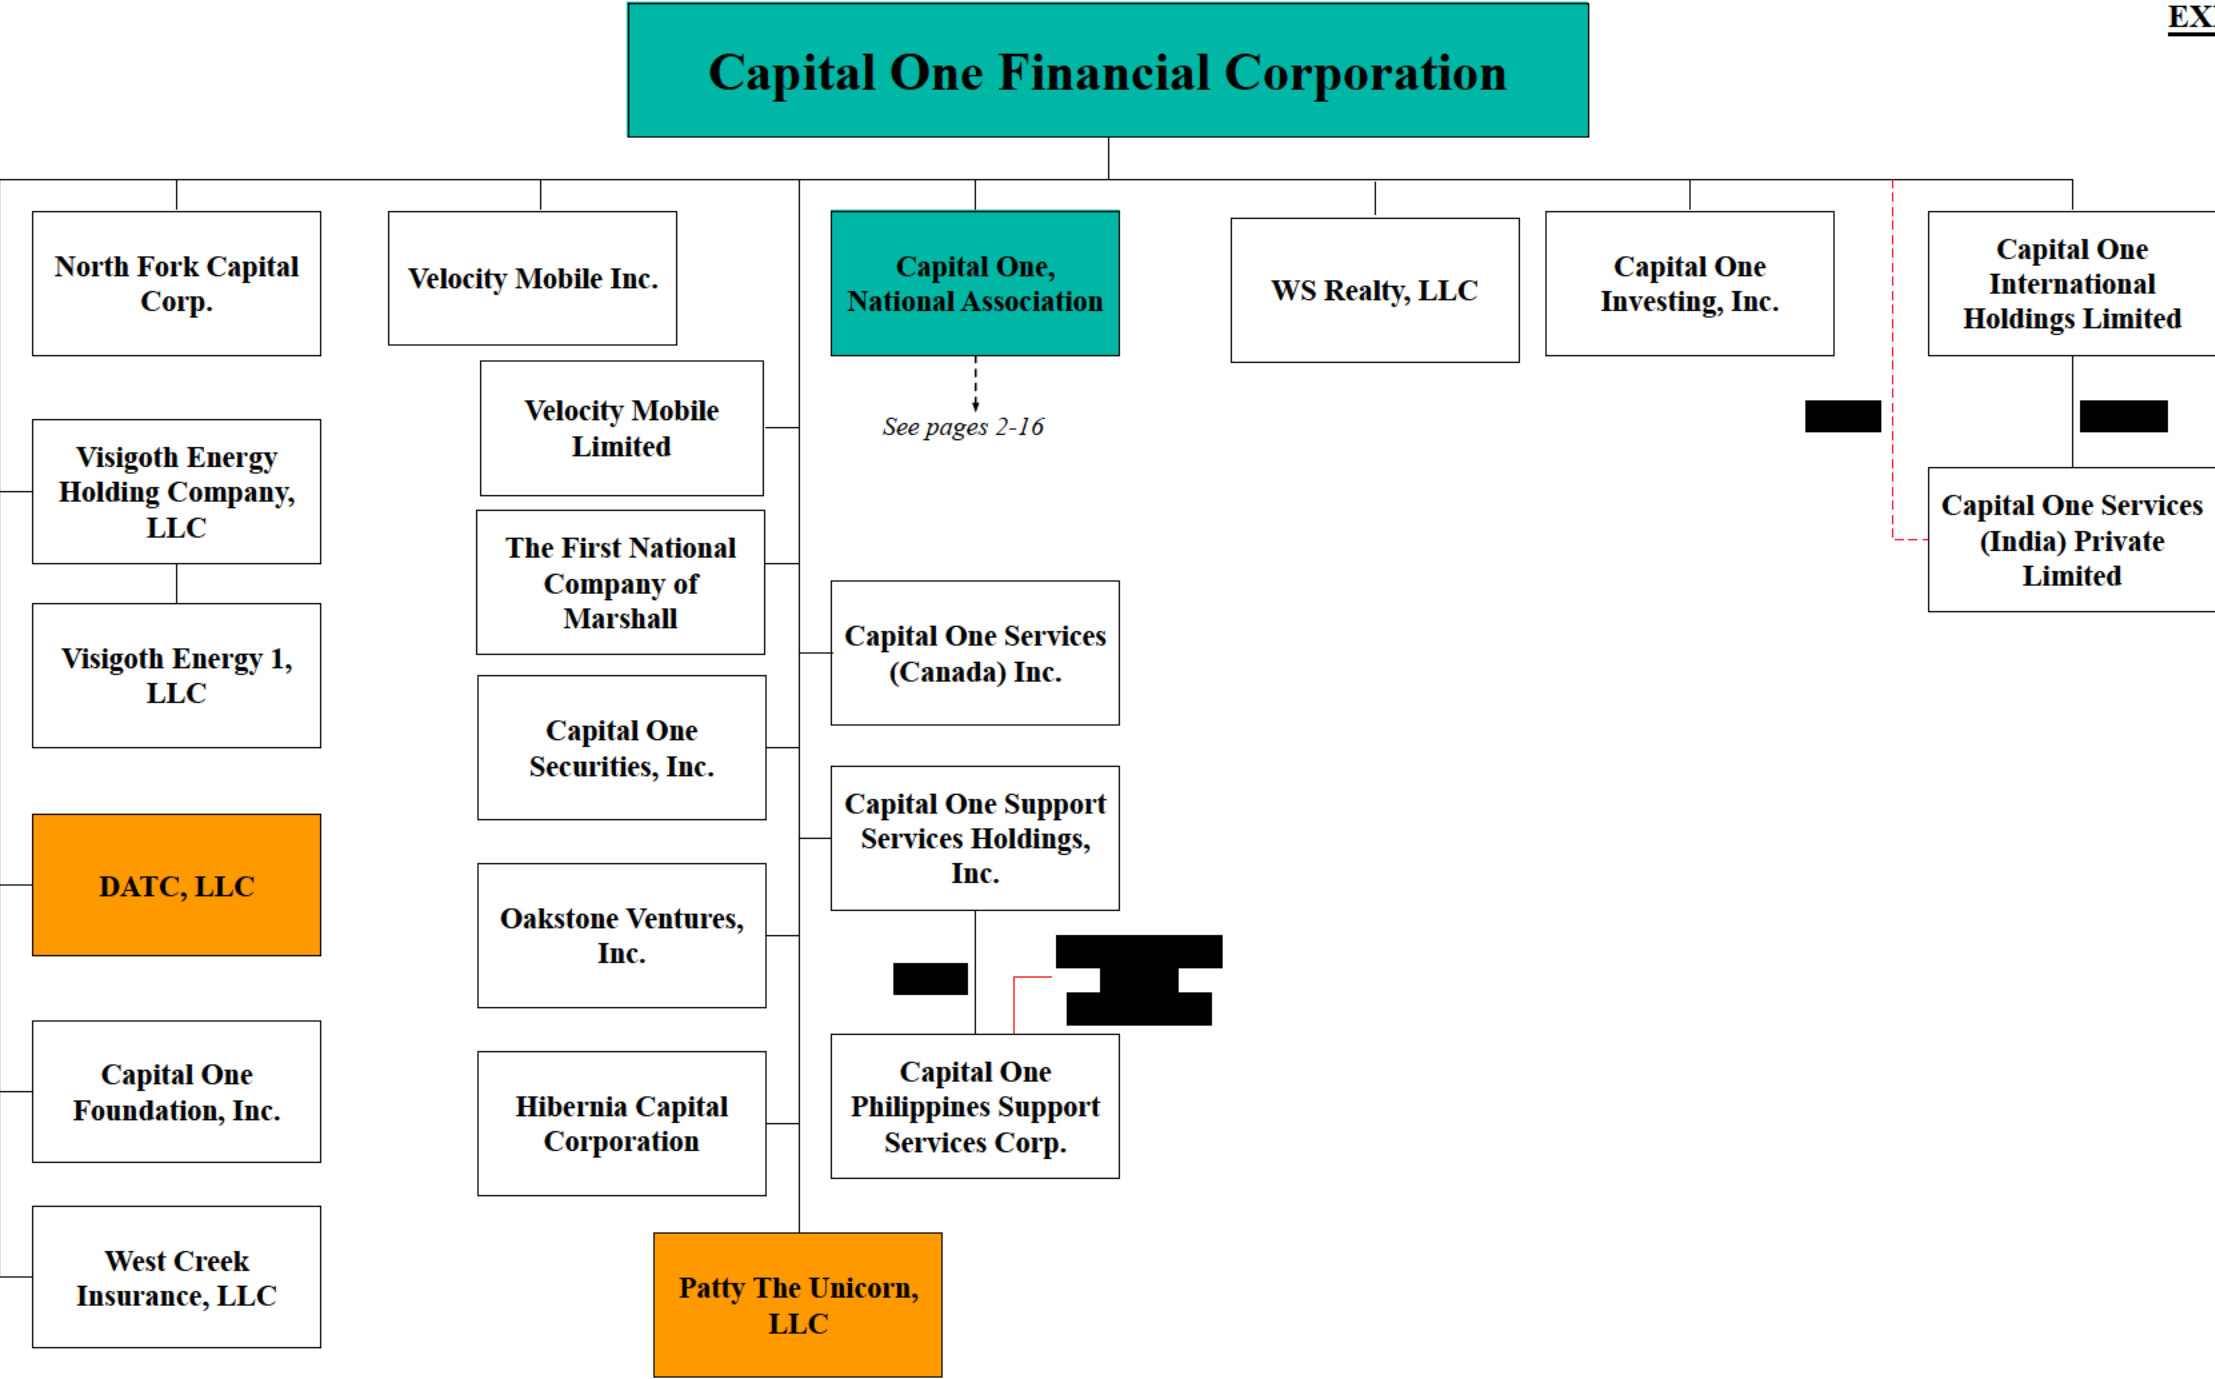 EX
Capital One Financial Corporation
North Fork Capital
Corp.
Velocity Mobile Inc.
Capital One,
National Association
WS Realty, LLC
Capital One
Investing, Inc.
Capital One
International
Holdings Limited
See pages 2-16
Velocity Mobile
Limited
Visigoth Energy
Holding Company,
LLC
Capital One Services
(India) Private
Limited
The First National
Company of
Marshall
Capital One Services
(Canada) Inc.
Visigoth Energy 1,
LLC
Capital One
Securities, Inc.
Capital One Support
Services Holdings,
Inc.
DATC, LLC
Oakstone Ventures,
Inc.
Capital One
Foundation, Inc.
Hibernia Capital
Corporation
Capital One
Philippines Support
Services Corp.
West Creek
Insurance, LLC
Patty The Unicorn,
LLC